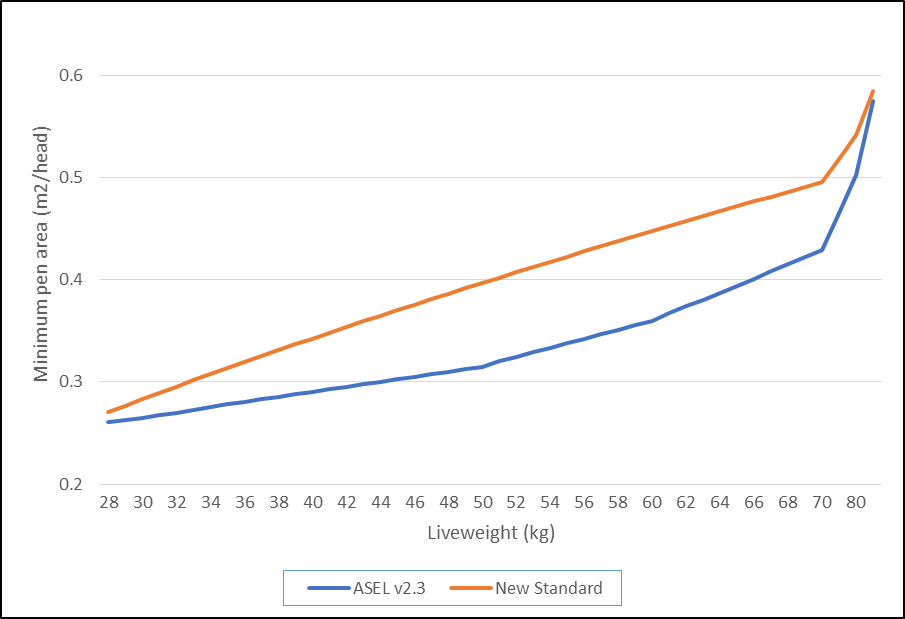 0.6
0.5
0.4
0.3
0.2
Minimum pen area (m2/head)
28 30 32 34 36 38 40 42 44 46 48 50 52 54 56 58 60 62 64 66 68 70 80
Liveweight (kg)
ASEL v2.3 New Standard